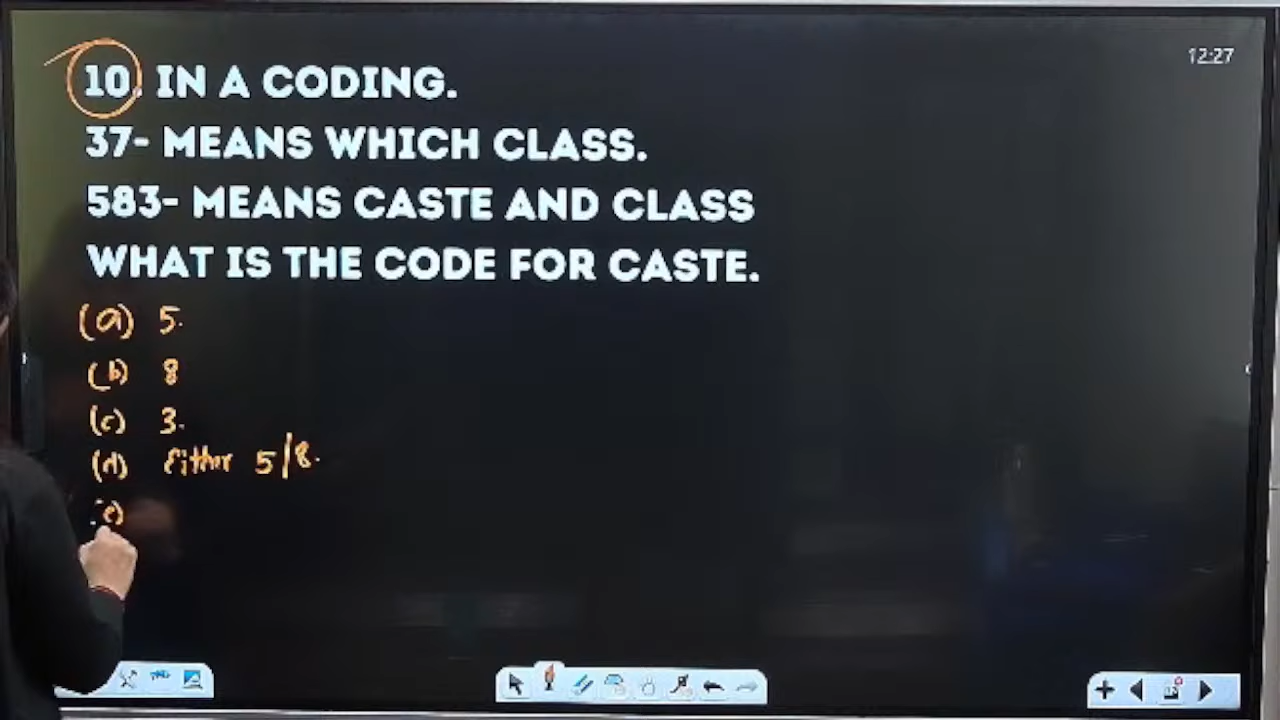 12:27
10. IN A CODING.
37- MEANS WHICH CLASS.
583- MEANS CASTE AND CLASS
WHAT IS THE CODE FOR CASTE.
(a) 5.
(b) 8
(c) 3.
(d) Either 5/8.
(e)